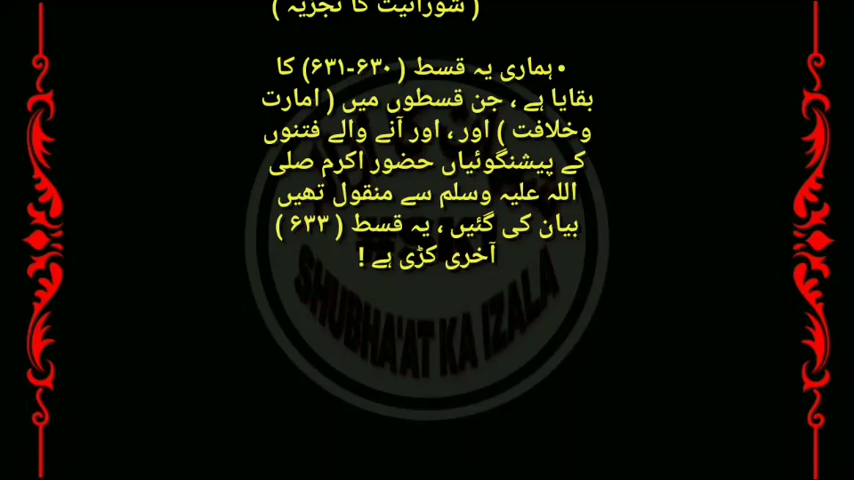 ( شورائیت کا تجزیہ )
• ہماری یہ قسط ( ۶۳۰-۶۳۱) کا
بقایا ہے ، جن قسطوں میں ( امارت
وخلافت ) اور ، اور آنے والے فتنوں
کے پیشنگوئیاں حضور اکرم صلی
اللہ علیہ وسلم سے منقول تھیں
بیان کی گئیں ، یہ قسط ( ۶۳۳ )
آخری کڑی ہے !
SHUBHA'AT KA IZALA